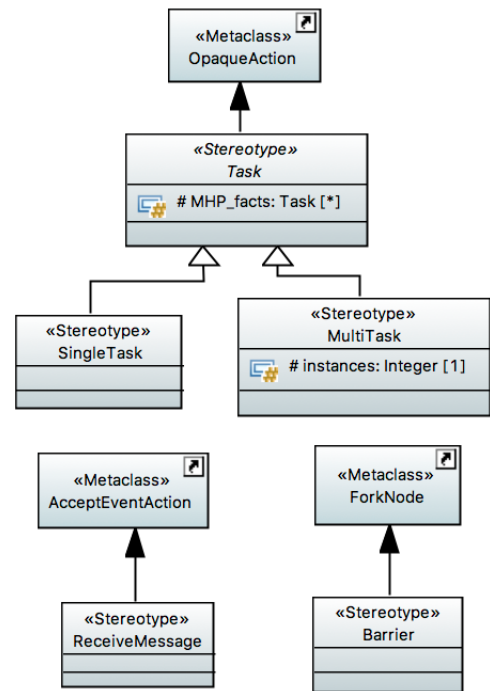 «Metaclass»
OpaqueAction
«Stereotype»
Task
# MHP_facts: Task [*]
«Stereotype»
SingleTask
«Stereotype»
MultiTask
# instances: Integer [1]
«Metaclass»
AcceptEventAction
«Metaclass»
ForkNode
«Stereotype»
ReceiveMessage
«Stereotype»
Barrier